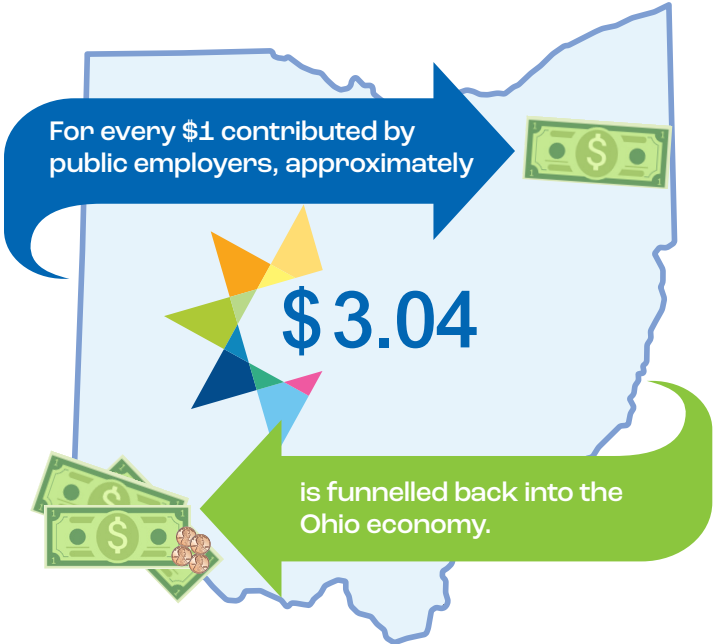 For every $1 contributed by
public employers, approximately
$3.04
is funnelled back into the
Ohio economy.